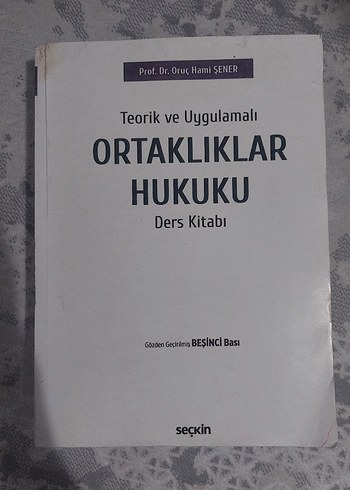 Prof. Dr. Oruç Hami ŞENER
Teorik ve Uygulamalı
ORTAKLIKLAR
HUKUKU
Ders Kitabı
Gözden Geçirilmiş BEŞİNCİ Bası
seçkin